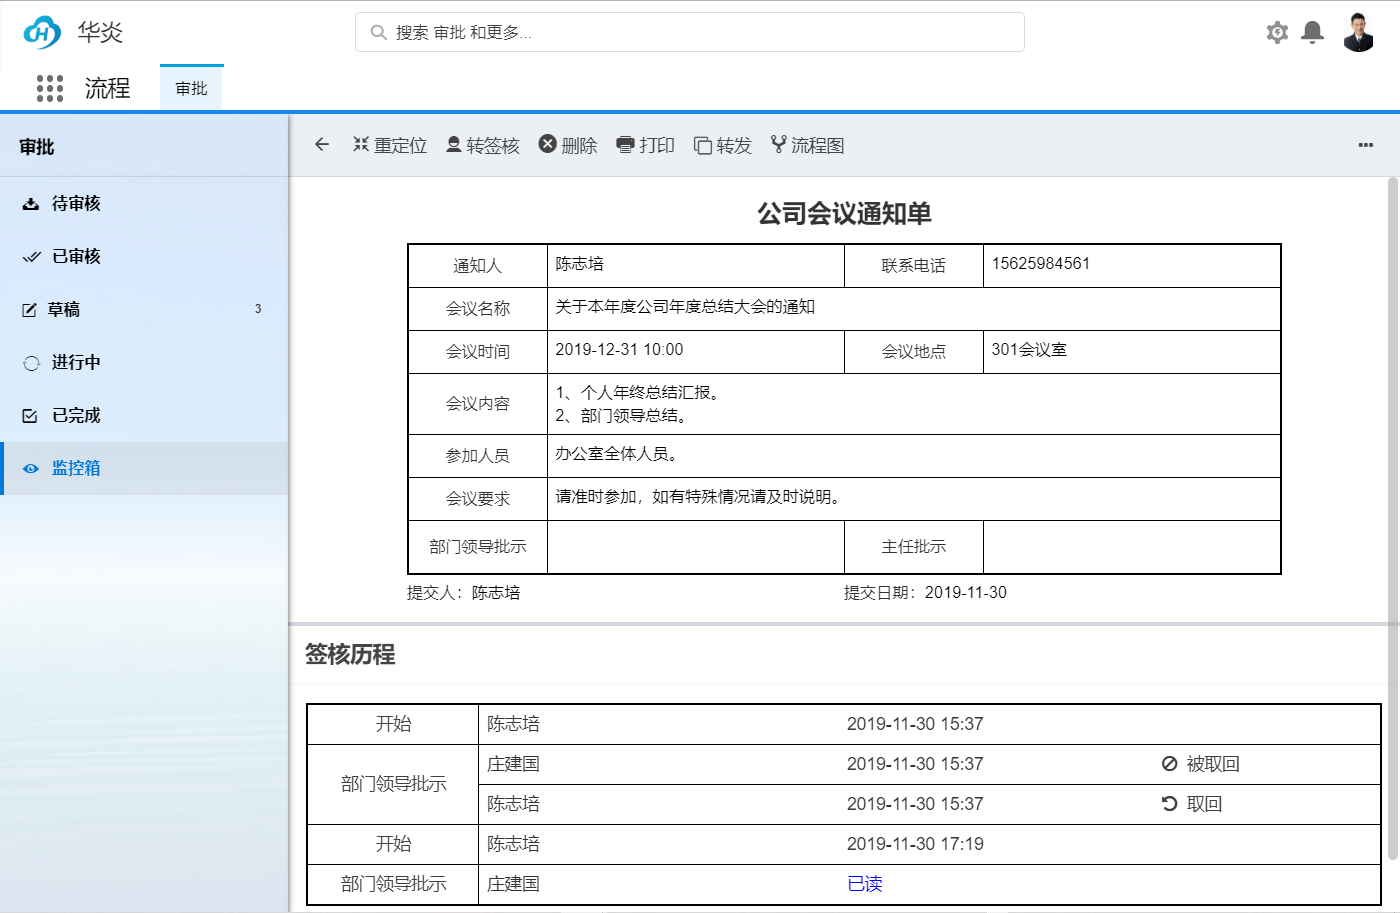 华炎
搜索 审批 和更多...
流程
审批
审批
待审核
已审核
草稿 3
进行中
已完成
监控箱
重定位 转签核 删除 打印 转发 流程图
公司会议通知单
通知人 陈志培 联系电话 15625984561
会议名称 关于本年度公司年度总结大会的通知
会议时间 2019-12-31 10:00 会议地点 301会议室
会议内容 1、个人年终总结汇报。
2、部门领导总结。
参加人员 办公室全体人员。
会议要求 请准时参加，如有特殊情况请及时说明。
部门领导批示 主任批示
提交人：陈志培 提交日期：2019-11-30
签核历程
开始 陈志培 2019-11-30 15:37
部门领导批示 庄建国 2019-11-30 15:37 被取回
陈志培 2019-11-30 15:37 取回
开始 陈志培 2019-11-30 17:19
部门领导批示 庄建国 已读